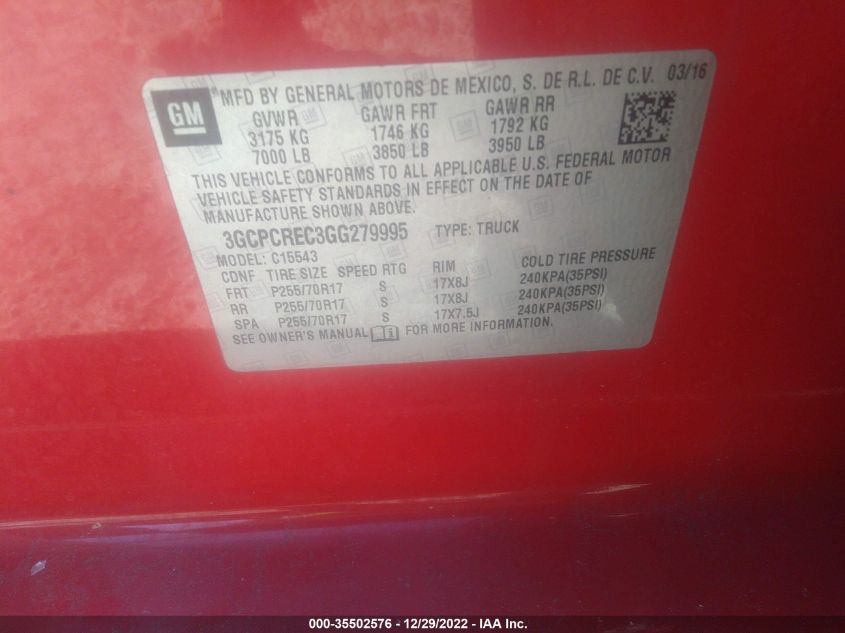 GM ® MFD BY GENERAL MOTORS DE MEXICO, S. DE R.L. DE C.V. 03/16
GVWR GAWR FRT GAWR RR
3175 KG 1746 KG 1792 KG
7000 LB 3850 LB 3950 LB
THIS VEHICLE CONFORMS TO ALL APPLICABLE U.S. FEDERAL MOTOR
VEHICLE SAFETY STANDARDS IN EFFECT ON THE DATE OF
MANUFACTURE SHOWN ABOVE.
3GCPCREC3GG279995 TYPE: TRUCK
MODEL: C15543
CONF TIRE SIZE SPEED RTG RIM COLD TIRE PRESSURE
FRT P255/70R17 S 17X8J 240KPA(35PSI)
RR P255/70R17 S 17X8J 240KPA(35PSI)
SPA P255/70R17 S 17X7.5J 240KPA(35PSI)
SEE OWNER'S MANUAL FOR MORE INFORMATION.
000-35502576 - 12/29/2022 - IAA Inc.